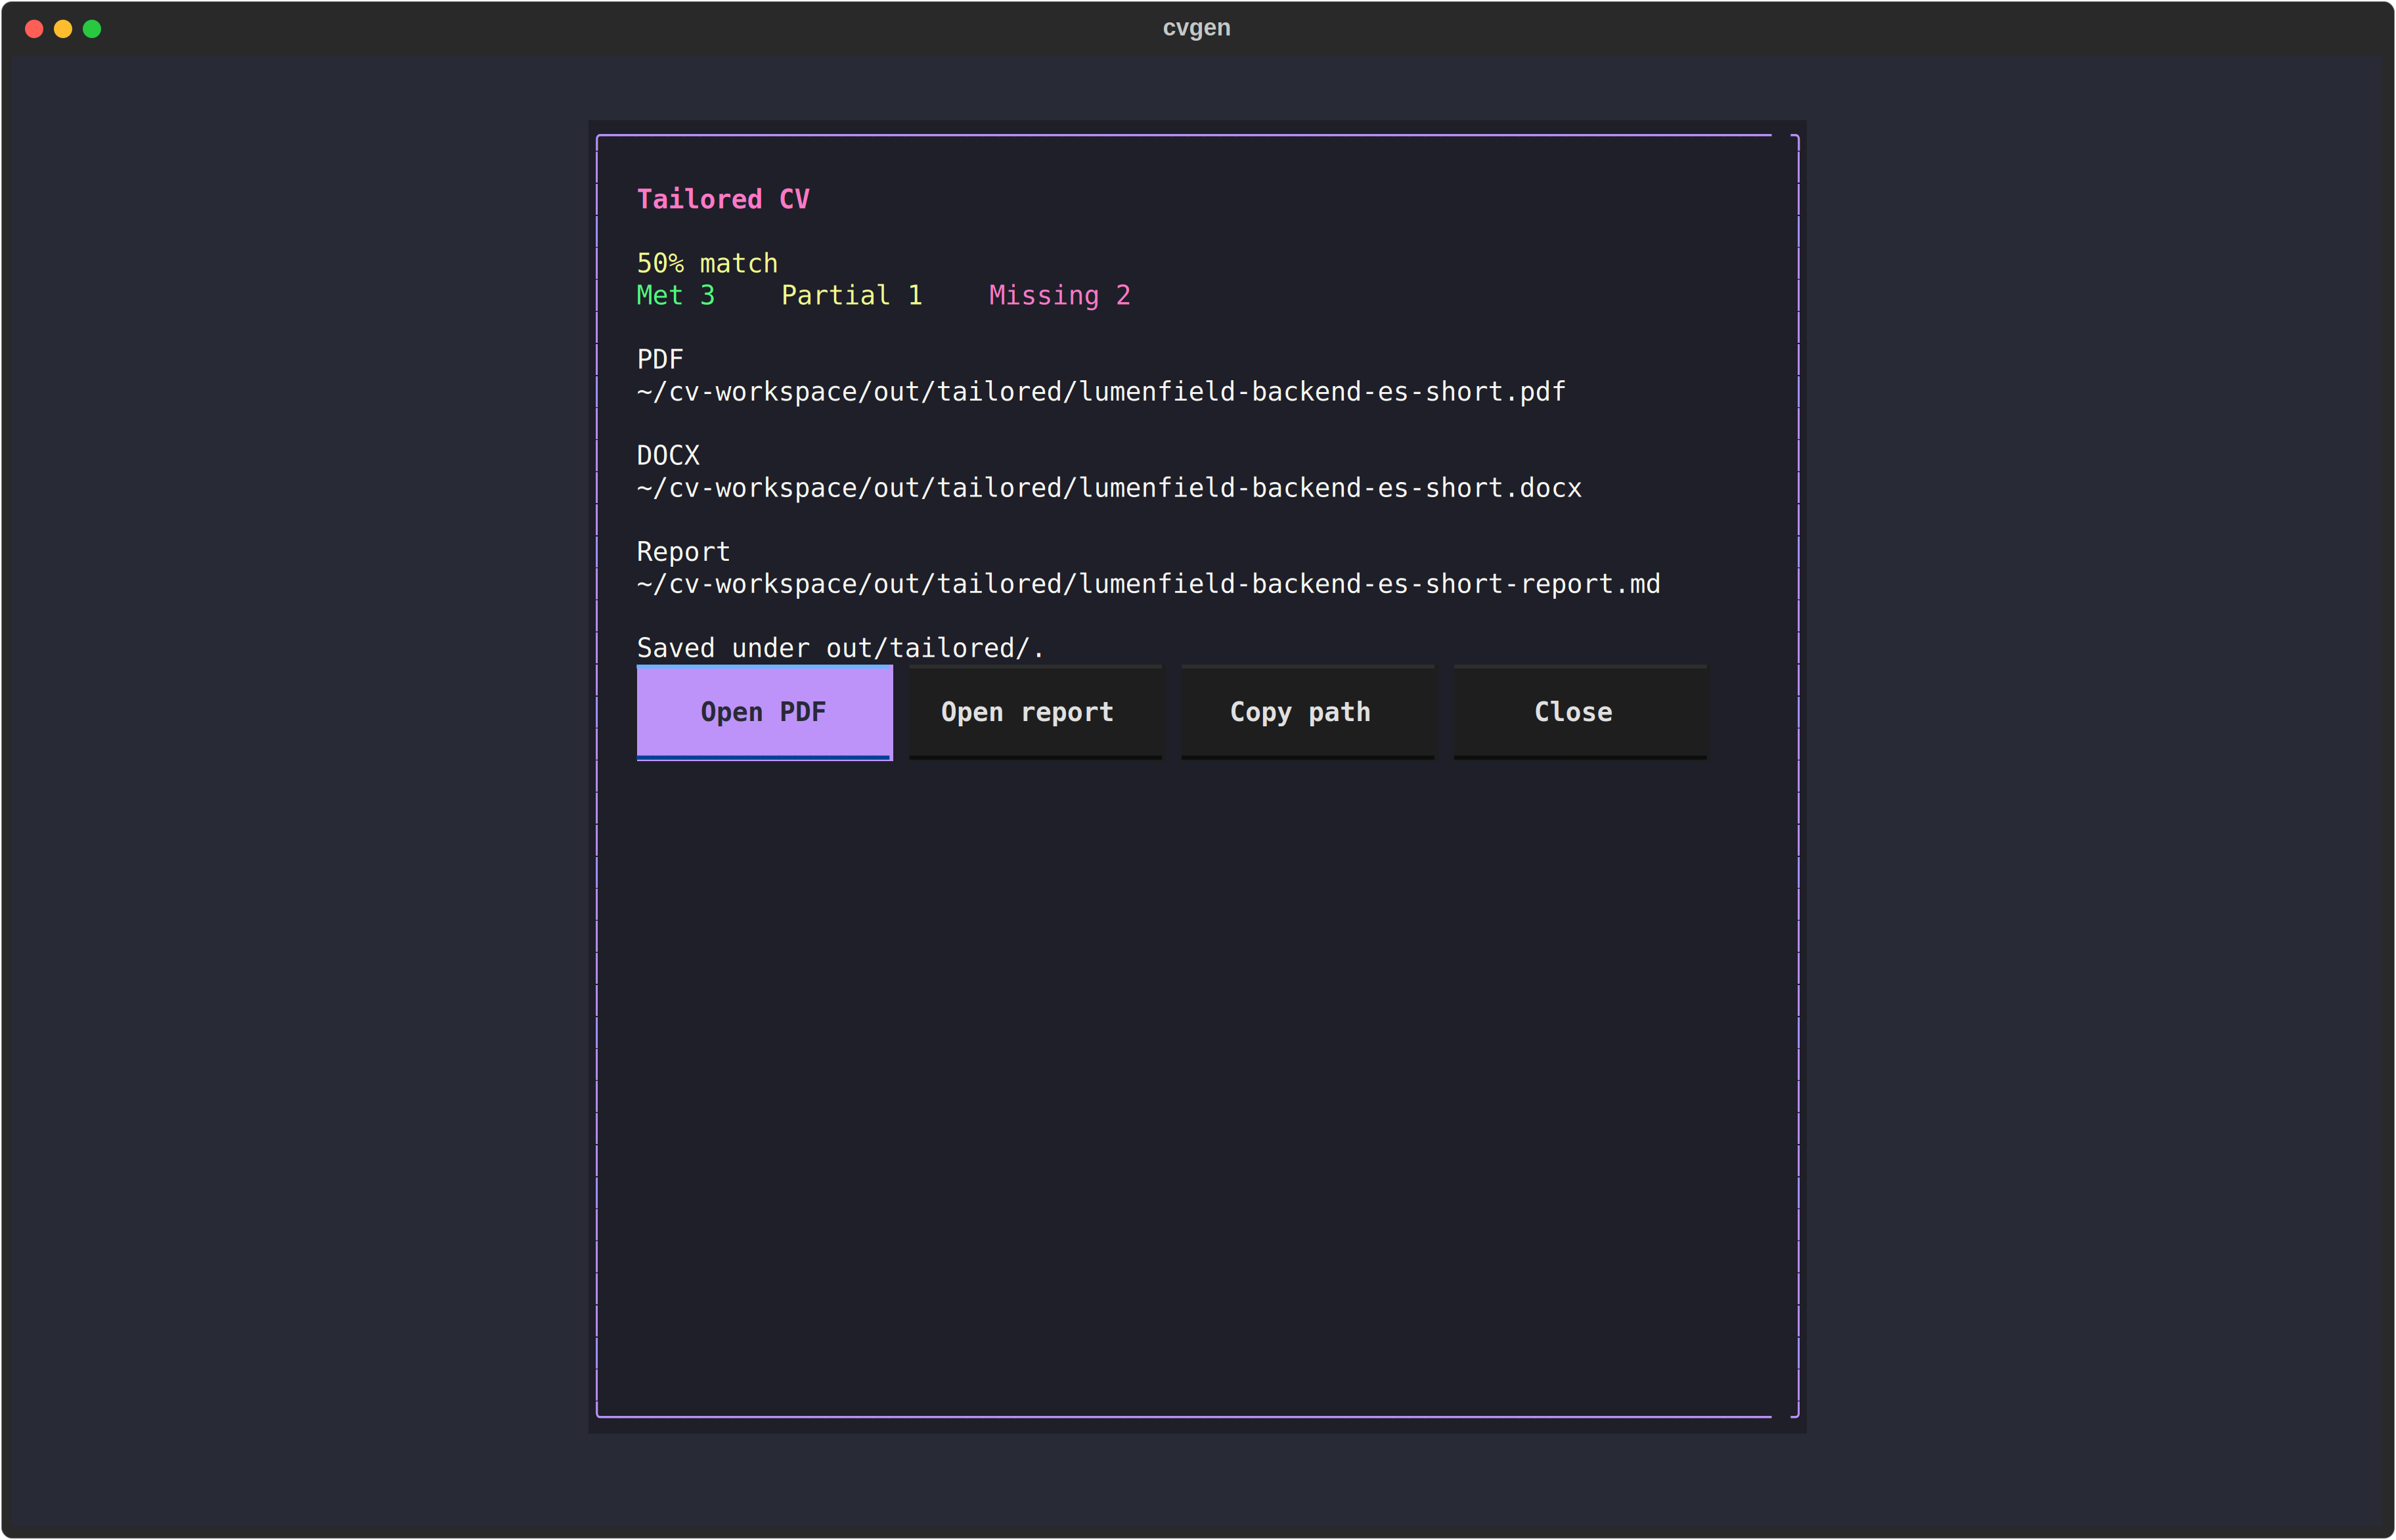 cvgen
Tailored CV
50% match
Met 3 Partial 1 Missing 2
PDF
~/cv-workspace/out/tailored/lumenfield-backend-es-short.pdf
DOCX
~/cv-workspace/out/tailored/lumenfield-backend-es-short.docx
Report
~/cv-workspace/out/tailored/lumenfield-backend-es-short-report.md
Saved under out/tailored/.
Open PDF Open report Copy path Close